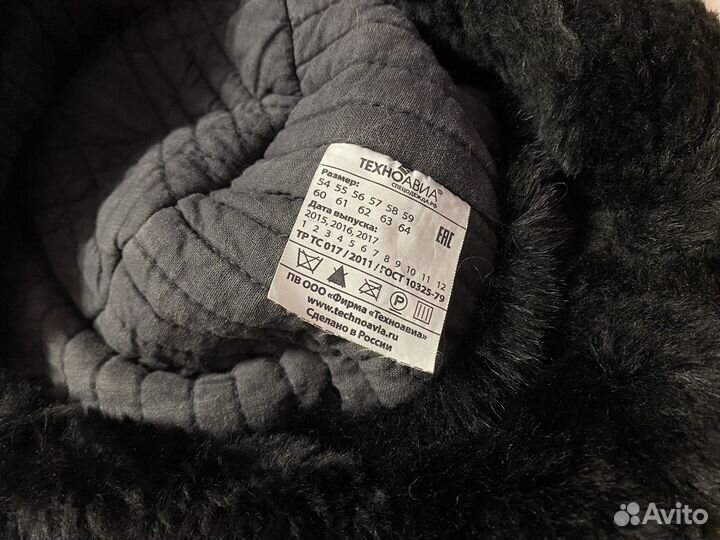 ТЕХНОАВИА®
СПЕЦОДЕЖДА.РФ
Размер:
54 55 56 57 58 59
60 61 62 63 64
Дата выпуска:
2015, 2016, 2017
1 2 3 4 5 6 7 8 9 10 11 12
ТР ТС 017 / 2011 / ГОСТ 10325-79
EAC
P
ПВ ООО «Фирма «Техноавиа»
www.technoavia.ru
Сделано в России
Avito